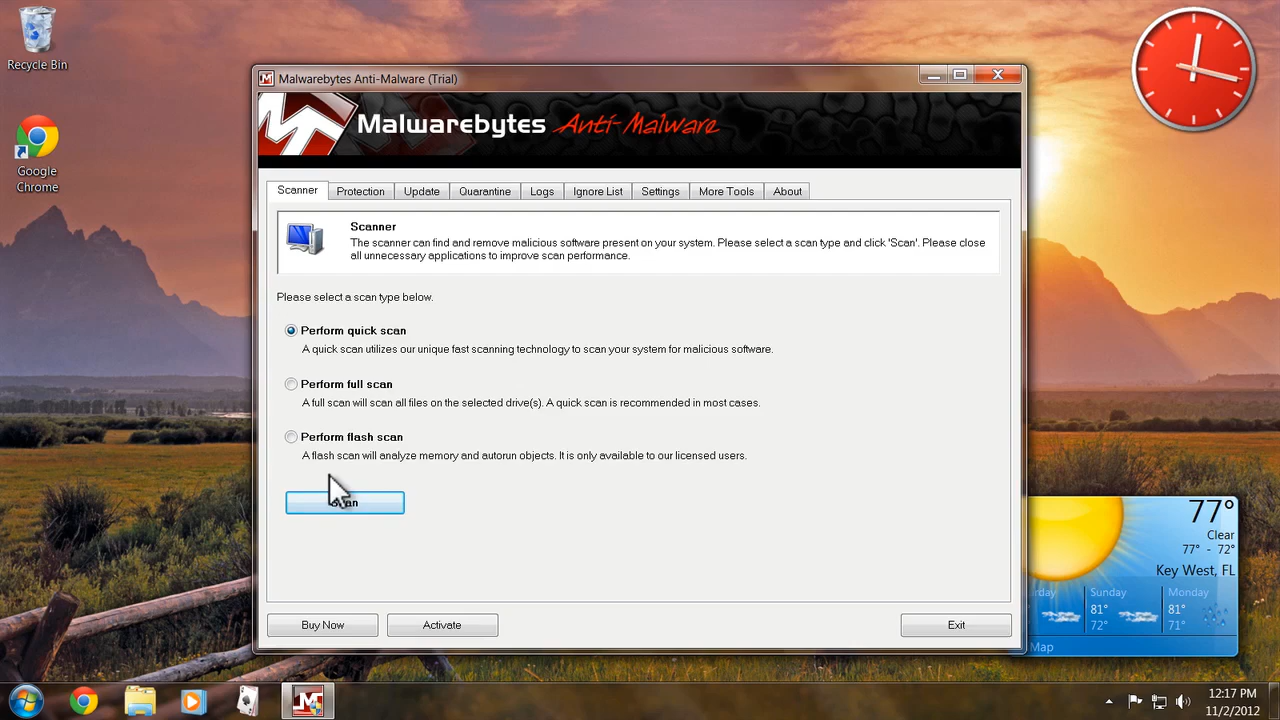 Recycle Bin
Google
Chrome
Malwarebytes Anti-Malware (Trial)
Malwarebytes Anti-Malware
Scanner
Protection
Update
Quarantine
Logs
Ignore List
Settings
More Tools
About
Scanner
The scanner can find and remove malicious software present on your system. Please select a scan type and click 'Scan'. Please close
all unnecessary applications to improve scan performance.
Please select a scan type below.
Perform quick scan
A quick scan utilizes our unique fast scanning technology to scan your system for malicious software.
Perform full scan
A full scan will scan all files on the selected drive(s). A quick scan is recommended in most cases.
Perform flash scan
A flash scan will analyze memory and autorun objects. It is only available to our licensed users.
Buy Now
Activate
Exit
77°
Clear
77° - 72°
Key West, FL
Sunday
81°
72°
Monday
81°
71°
Map
12:17 PM
11/2/2012